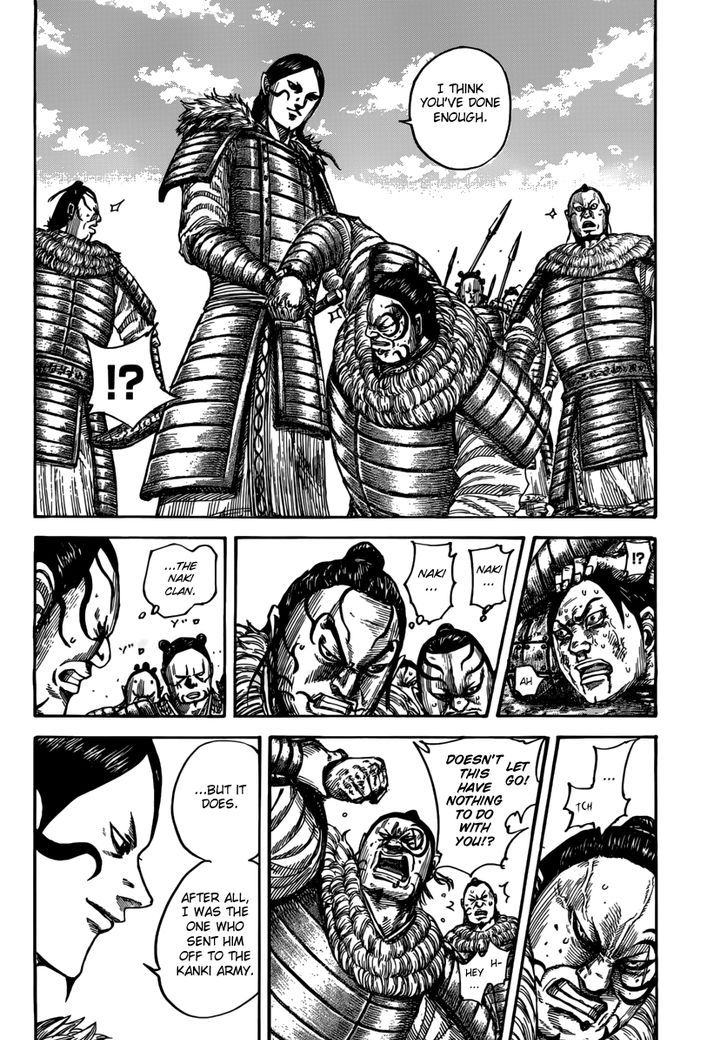 I THINK
YOU'VE DONE
ENOUGH.
!?
!?
AH
NAKI
...
NAKI
...
...THE
NAKI
CLAN.
...
TCH
LET
GO!
DOESN'T
THIS
HAVE
NOTHING
TO DO
WITH
YOU!?
H-
HEY
...
...BUT IT
DOES.
AFTER ALL,
I WAS THE
ONE WHO
SENT HIM
OFF TO THE
KANKI ARMY.